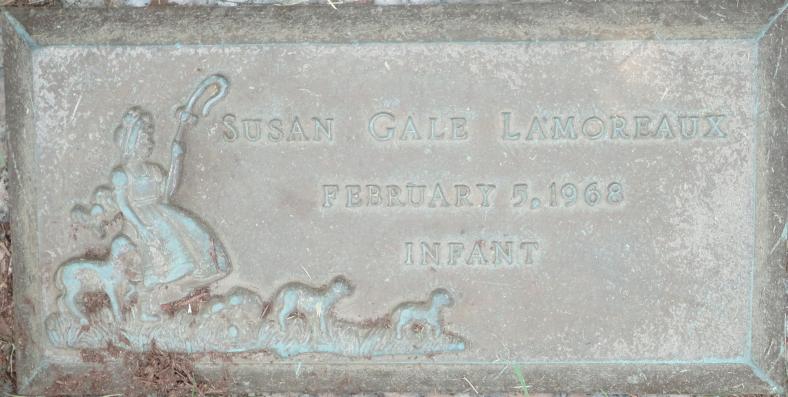 SUSAN GALE LAMOREAUX
FEBRUARY 5, 1968
INFANT